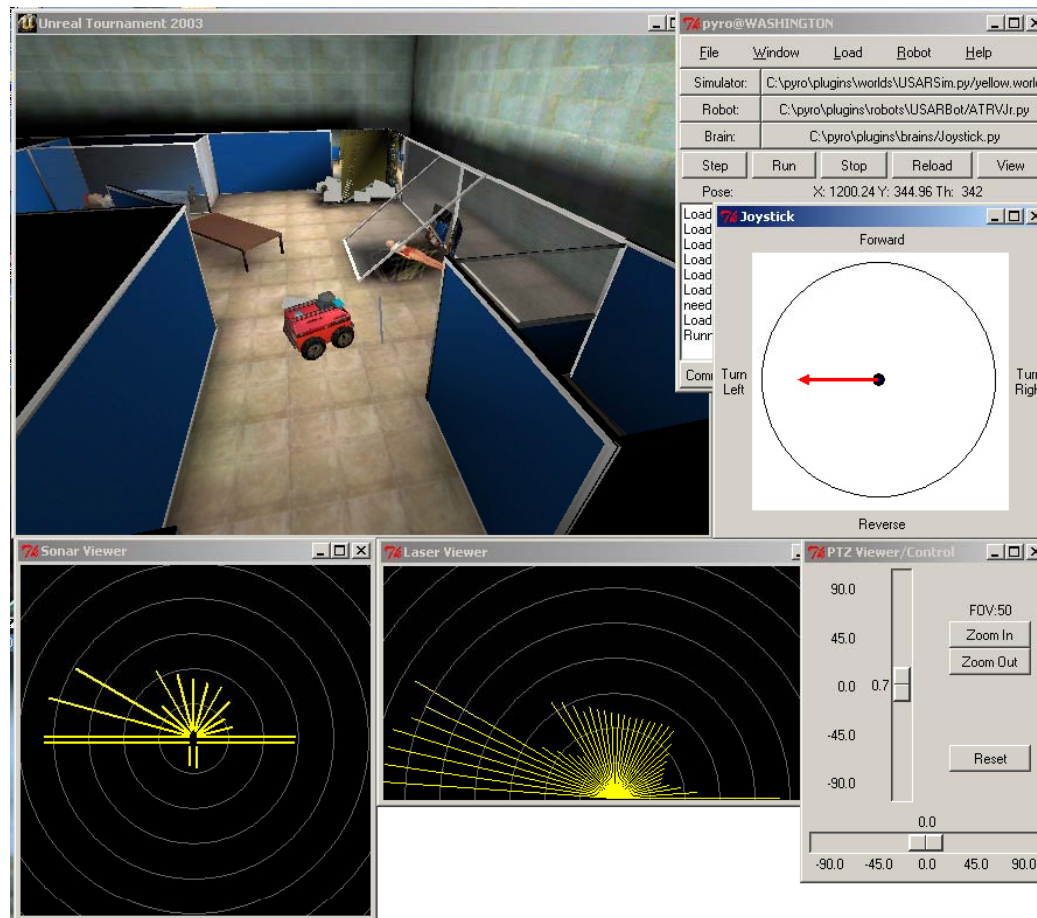 Unreal Tournament 2003
pyro@WASHINGTON
File Window Load Robot Help
Simulator: C:\pyro\plugins\worlds\USARSim.py/yellow.worl
Robot: C:\pyro\plugins\robots\USARBot/ATRVJr.py
Brain: C:\pyro\plugins\brains/Joystick.py
Step Run Stop Reload View
Pose: X: 1200.24 Y: 344.96 Th: 342
Load
Load
Load
Load
Load
Load
need
Load
Runn
Com
Joystick
Forward
Turn
Left
Turn
Righ
Reverse
Sonar Viewer
Laser Viewer
PTZ Viewer/Control
90.0
45.0
0.0 0.7
-45.0
-90.0
FOV:50
Zoom In
Zoom Out
Reset
0.0
-90.0 -45.0 0.0 45.0 90.0